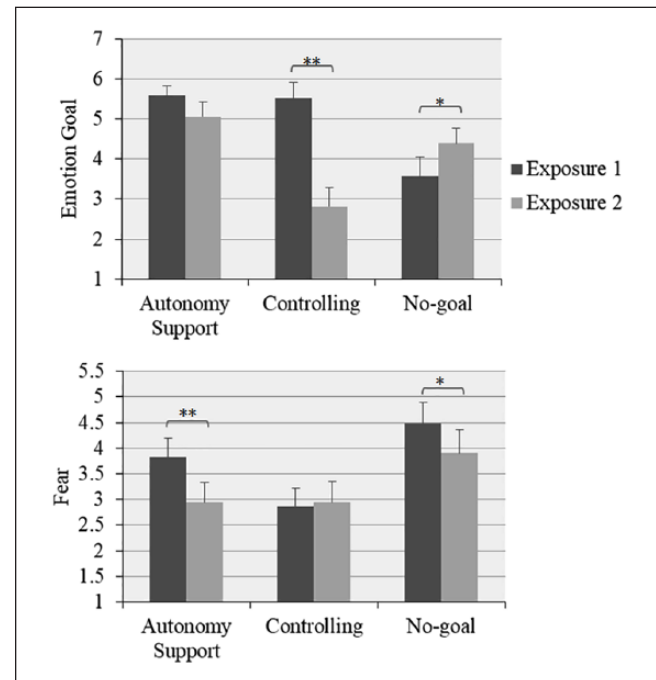 7
6
5
4
3
2
1
Emotion Goal
**
*
Exposure 1
Exposure 2
Autonomy Support
Controlling
No-goal
5.5
5
4.5
4
3.5
3
2.5
2
1.5
1
Fear
**
*
Autonomy Support
Controlling
No-goal